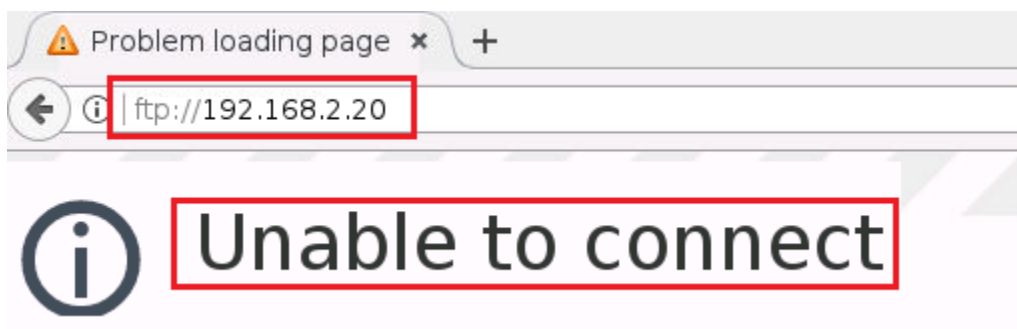 Problem loading page
ftp://192.168.2.20
Unable to connect